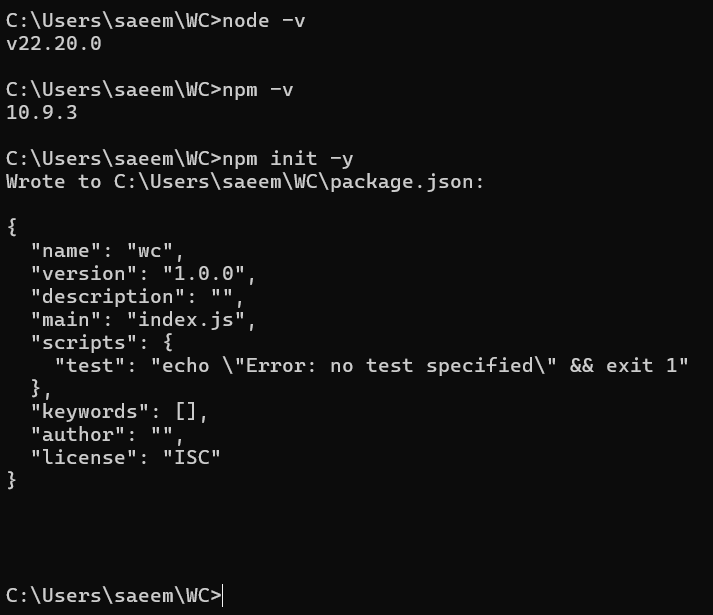 C:\Users\saeem\WC>node -v
v22.20.0
C:\Users\saeem\WC>npm -v
10.9.3
C:\Users\saeem\WC>npm init -y
Wrote to C:\Users\saeem\WC\package.json:
{
  "name": "wc",
  "version": "1.0.0",
  "description": "",
  "main": "index.js",
  "scripts": {
    "test": "echo \"Error: no test specified\" && exit 1"
  },
  "keywords": [],
  "author": "",
  "license": "ISC"
}
C:\Users\saeem\WC>